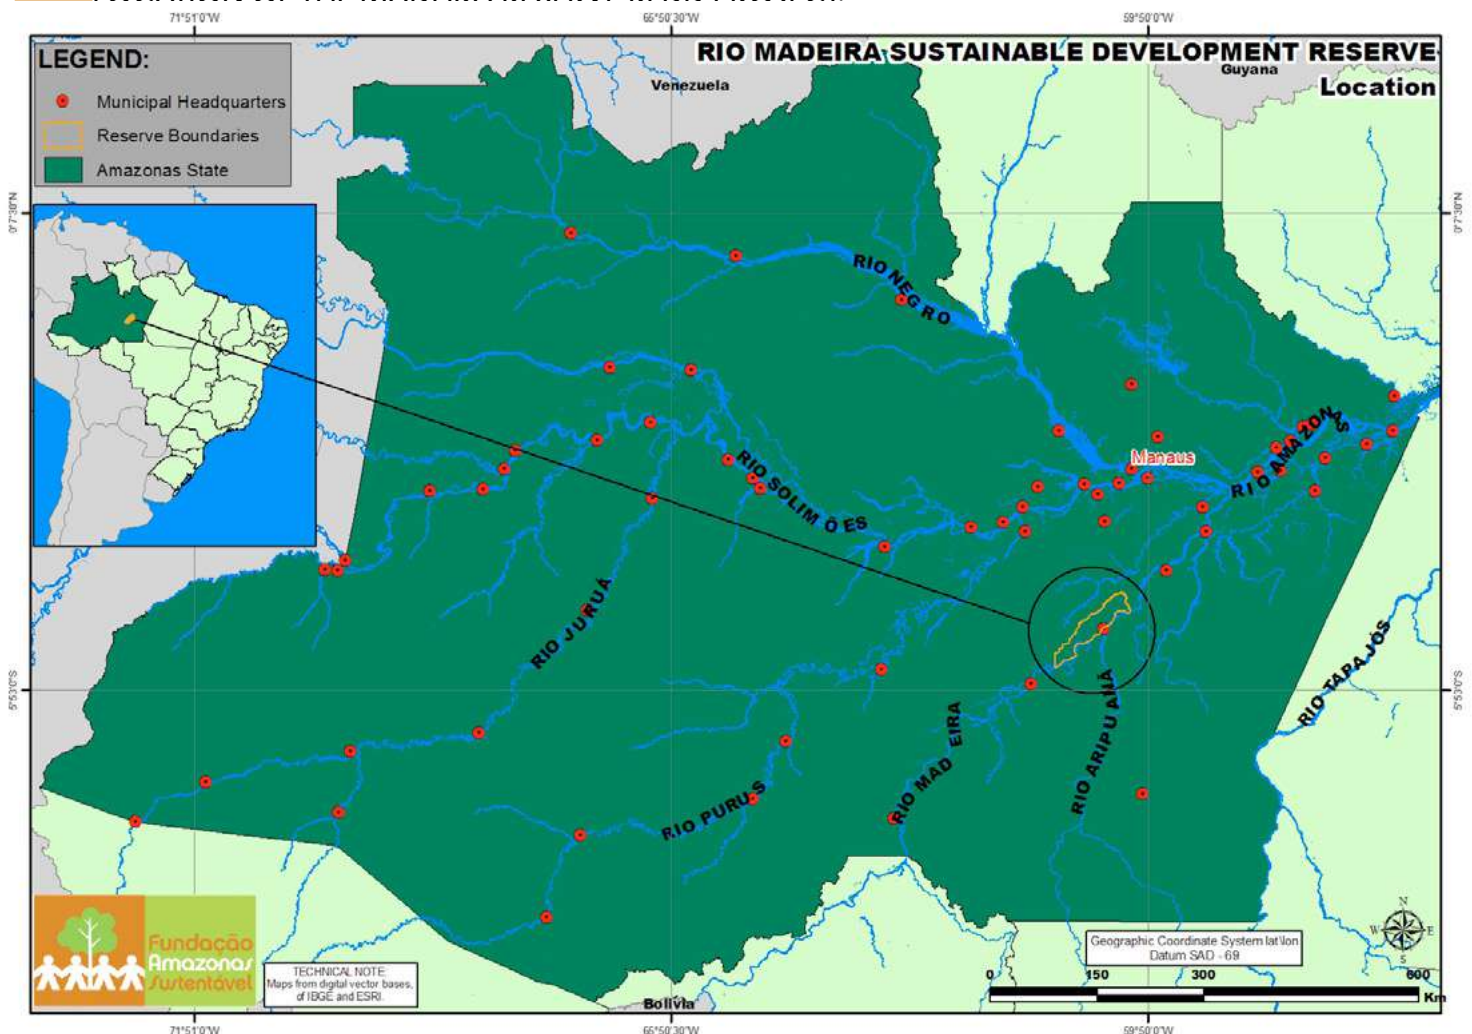 71°51'0"W 66°50'30"W 59°50'0"W
RIO MADEIRA SUSTAINABLE DEVELOPMENT RESERVE
Location
LEGEND:
Municipal Headquarters
Reserve Boundaries
Amazonas State
Venezuela
Guyana
0°7'30"N
0°7'30"N
RIO NEGRO
Manaus
RIO AMAZONAS
RIO SOLIMÕES
RIO JURUÁ
RIO TAPAJÓS
5°53'0"S
5°53'0"S
RIO MADEIRA
RIO ARIPUANÃ
RIO PURUS
Fundação
Amazonas
Sustentável
TECHNICAL NOTE:
Maps from digital vector bases,
of IBGE and ESRI.
Bolivia
N
W E
S
Geographic Coordinate System lat\lon
Datum SAD - 69
0 150 300 600
Km
71°51'0"W 66°50'30"W 59°50'0"W